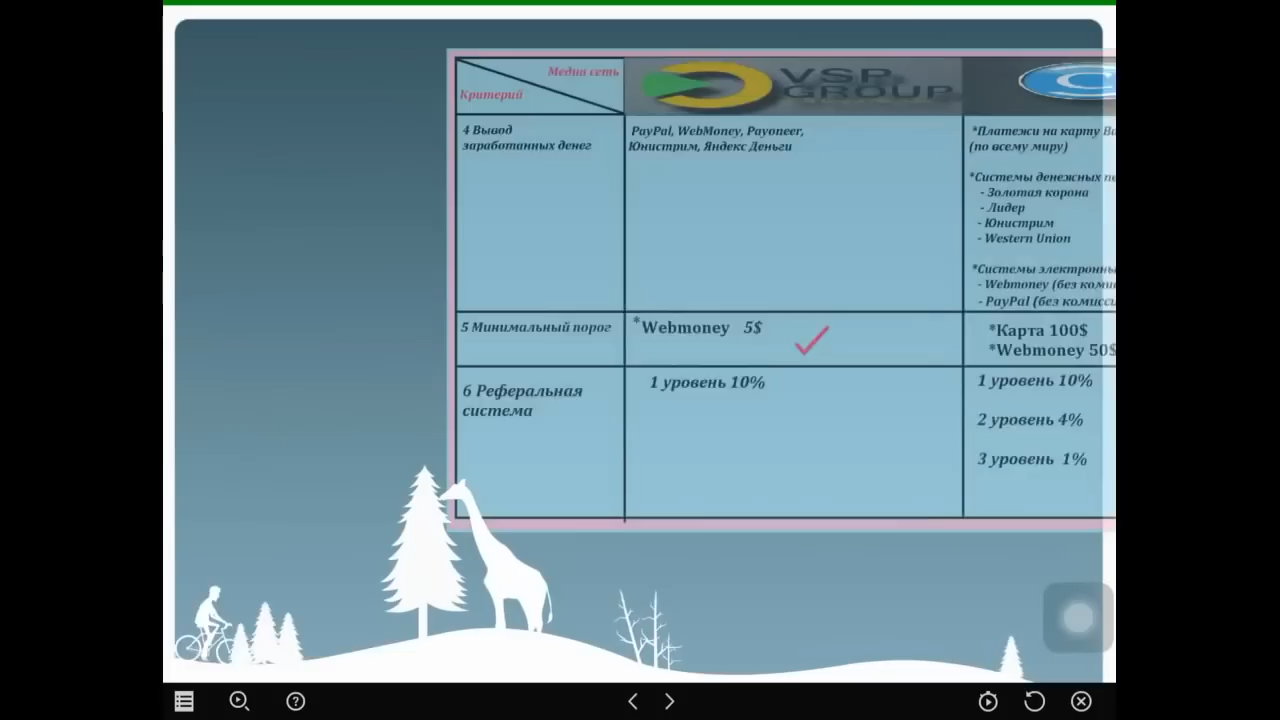 Медиа сеть
Критерий
VSP
GROUP
4 Вывод
заработанных денег
PayPal, WebMoney, Payoneer,
Юнистрим, Яндекс Деньги
*Платежи на карту
(по всему миру)
*Системы денежных
- Золотая корона
- Лидер
- Юнистрим
- Western Union
*Системы
- Webmoney (без
- PayPal (без
5 Минимальный порог
*Webmoney 5$
*Карта 100$
*Webmoney 50$
6 Реферальная
система
1 уровень 10%
1 уровень 10%
2 уровень 4%
3 уровень 1%